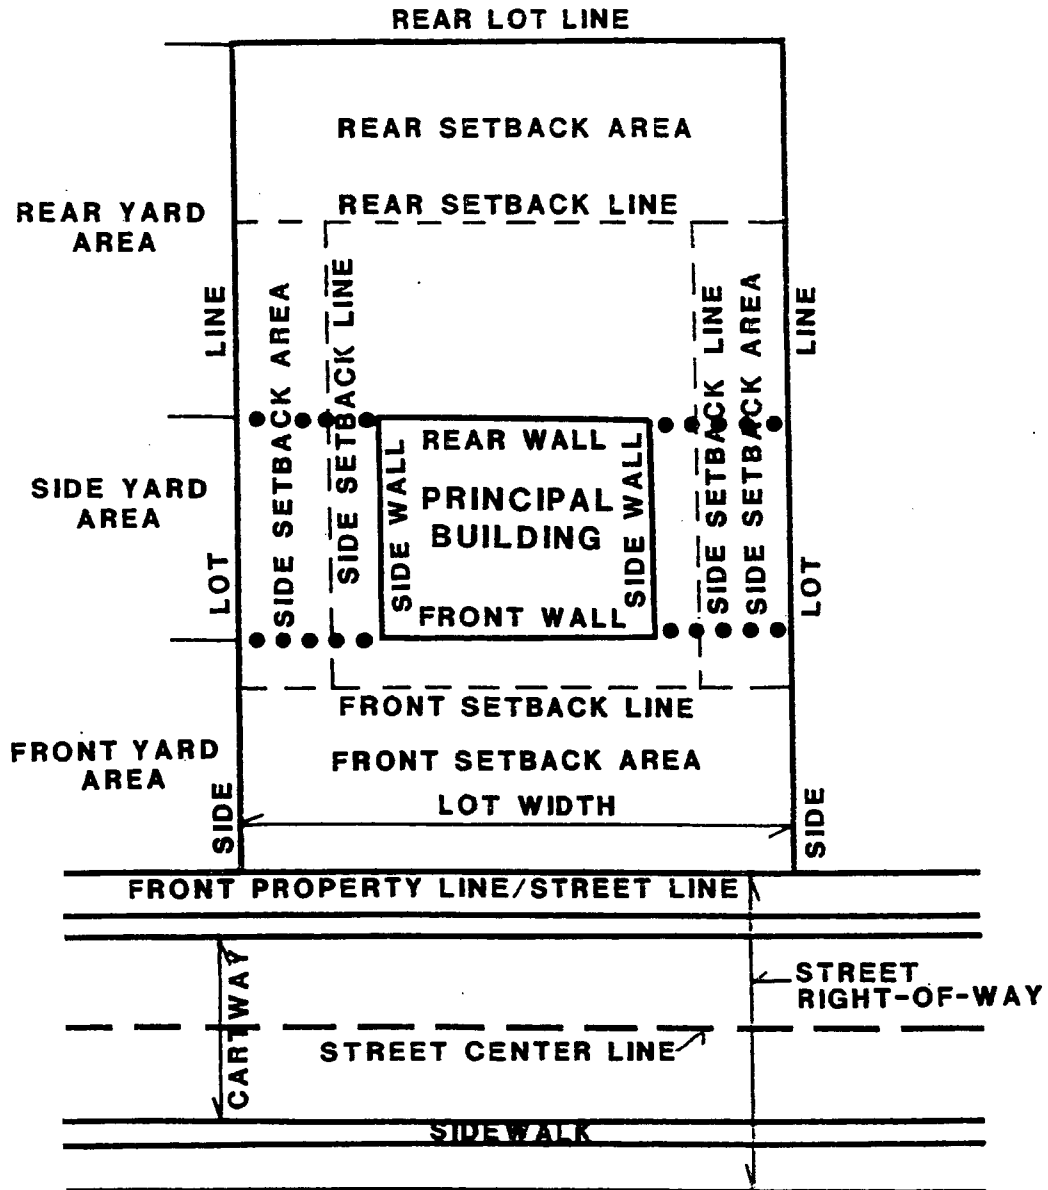 REAR LOT LINE
REAR SETBACK AREA
REAR YARD
AREA
REAR SETBACK LINE
LINE
SIDE SETBACK AREA
SIDE SETBACK LINE
SIDE SETBACK LINE
SIDE SETBACK AREA
LINE
SIDE YARD
AREA
REAR WALL
SIDE WALL
PRINCIPAL
BUILDING
SIDE WALL
FRONT WALL
LOT
LOT
FRONT SETBACK LINE
FRONT YARD
AREA
FRONT SETBACK AREA
LOT WIDTH
SIDE
SIDE
FRONT PROPERTY LINE/STREET LINE
STREET
RIGHT-OF-WAY
CARTWAY
STREET CENTER LINE
SIDEWALK